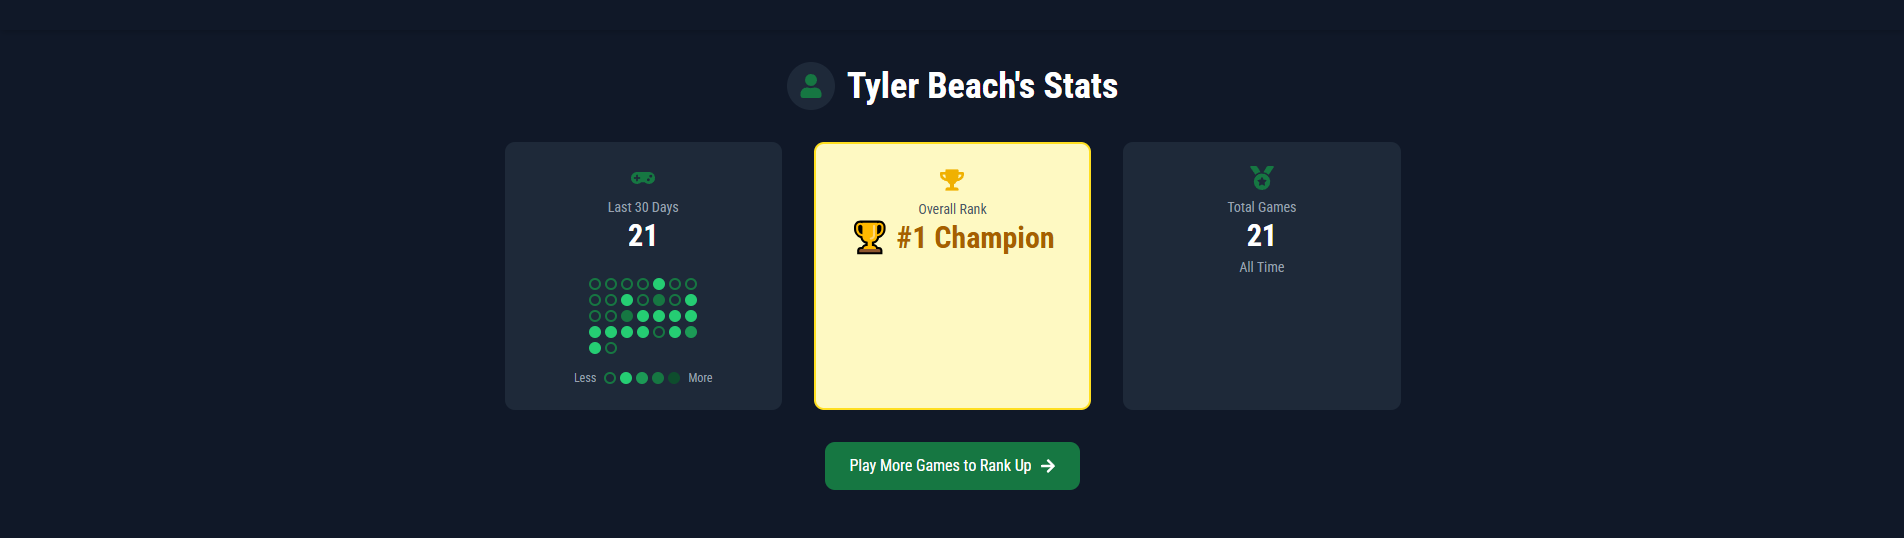 Tyler Beach's Stats
Last 30 Days
21
Less More
Overall Rank
#1 Champion
Total Games
21
All Time
Play More Games to Rank Up